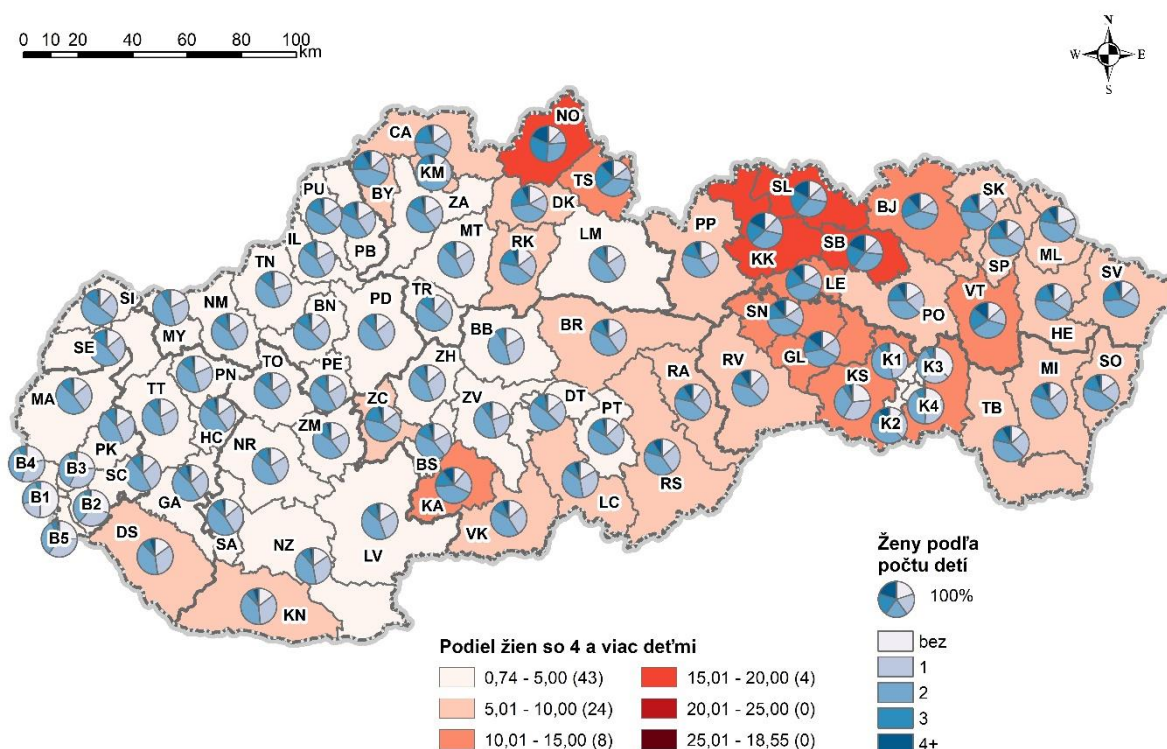 0 10 20 40 60 80 100
km
N
W E
S
NO
CA
TS
KM
BY
PU
ZA
DK
SL
BJ
SK
MT
RK
LM
PP
IL
PB
KK
SB
ML
SP
TN
SV
LE
SI
NM
BN
PD
TR
BB
BR
SN
PO
VT
MY
HE
SE
ZH
RV
GL
K1
K3
TO
PE
PN
TT
KS
MI
SO
MA
RA
ZC
ZV
DT
PT
K4
TB
HC
K2
PK
NR
ZM
BS
B4
B3
SC
RS
KA
LC
B1
B2
GA
VK
DS
SA
NZ
LV
B5
KN
Ženy podľa
počtu detí
100%
bez
1
2
3
4+
Podiel žien so 4 a viac deťmi
0,74 - 5,00 (43)
5,01 - 10,00 (24)
10,01 - 15,00 (8)
15,01 - 20,00 (4)
20,01 - 25,00 (0)
25,01 - 18,55 (0)